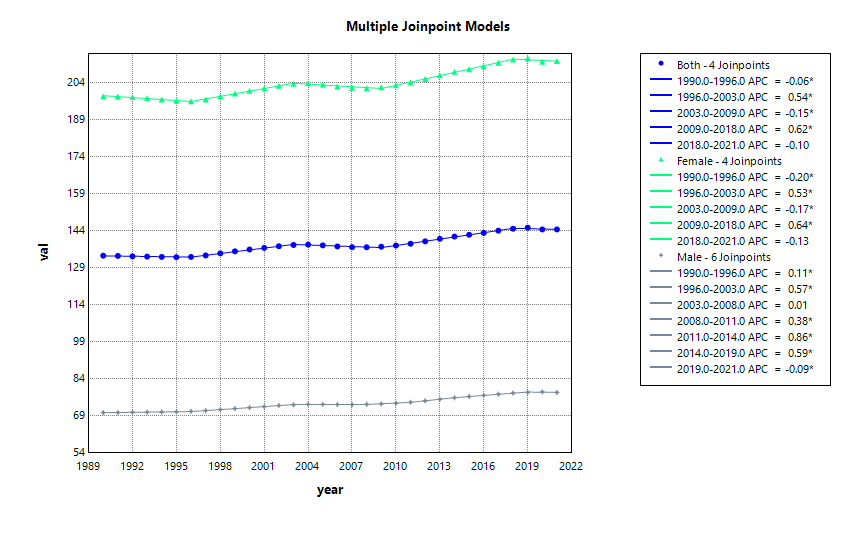 Multiple Joinpoint Models
204
189
174
159
144
129
114
99
84
69
54
val
1989 1992 1995 1998 2001 2004 2007 2010 2013 2016 2019 2022
year
Both - 4 Joinpoints
1990.0-1996.0 APC = -0.06*
1996.0-2003.0 APC = 0.54*
2003.0-2009.0 APC = -0.15*
2009.0-2018.0 APC = 0.62*
2018.0-2021.0 APC = -0.10
Female - 4 Joinpoints
1990.0-1996.0 APC = -0.20*
1996.0-2003.0 APC = 0.53*
2003.0-2009.0 APC = -0.17*
2009.0-2018.0 APC = 0.64*
2018.0-2021.0 APC = -0.13
Male - 6 Joinpoints
1990.0-1996.0 APC = 0.11*
1996.0-2003.0 APC = 0.57*
2003.0-2008.0 APC = 0.01
2008.0-2011.0 APC = 0.38*
2011.0-2014.0 APC = 0.86*
2014.0-2019.0 APC = 0.59*
2019.0-2021.0 APC = -0.09*